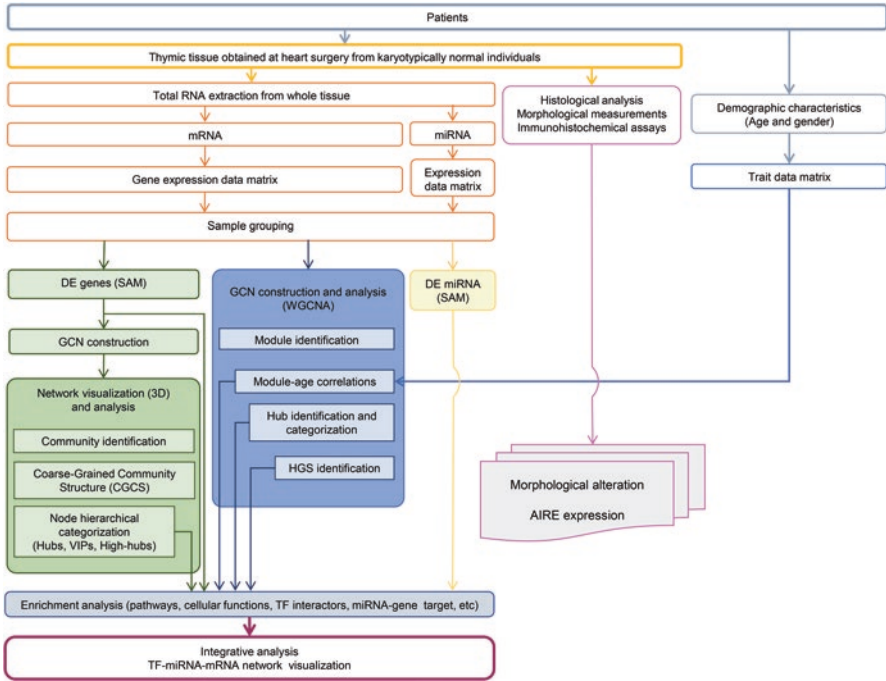 Patients
Thymic tissue obtained at heart surgery from karyotypically normal individuals
Total RNA extraction from whole tissue
Histological analysis
Morphological measurements
Immunohistochemical assays
Demographic characteristics
(Age and gender)
mRNA
miRNA
Gene expression data matrix
Expression
data matrix
Trait data matrix
Sample grouping
DE genes (SAM)
GCN construction and analysis
(WGCNA)
DE miRNA
(SAM)
GCN construction
Module identification
Network visualization (3D)
and analysis
Module-age correlations
Community identification
Hub identification and
categorization
Coarse-Grained Community
Structure (CGCS)
HGS identification
Node hierarchical
categorization
(Hubs, VIPs, High-hubs)
Morphological alteration
AIRE expression
Enrichment analysis (pathways, cellular functions, TF interactors, miRNA-gene target, etc)
Integrative analysis
TF-miRNA-mRNA network visualization